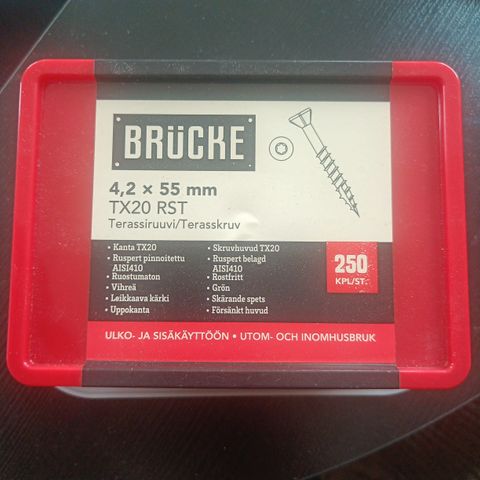 BRÜCKE
4,2 × 55 mm
TX20 RST
Terassiruuvi/Terasskruv
• Kanta TX20
• Ruspert pinnoitettu
AISI410
• Ruostumaton
• Vihreä
• Leikkaava kärki
• Uppokanta
• Skruvhuvud TX20
• Ruspert belagd
AISI410
• Rostfritt
• Grön
• Skärande spets
• Försänkt huvud
250
KPL/ST.
ULKO- JA SISÄKÄYTTÖÖN • UTOM- OCH INOMHUSBRUK